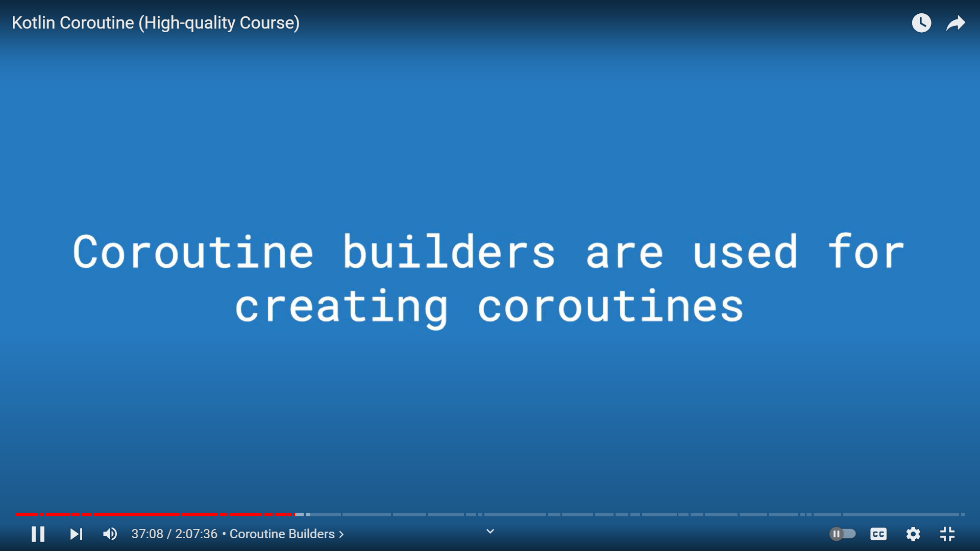 Kotlin Coroutine (High-quality Course)
Coroutine builders are used for
creating coroutines
37:08 / 2:07:36 • Coroutine Builders
CC